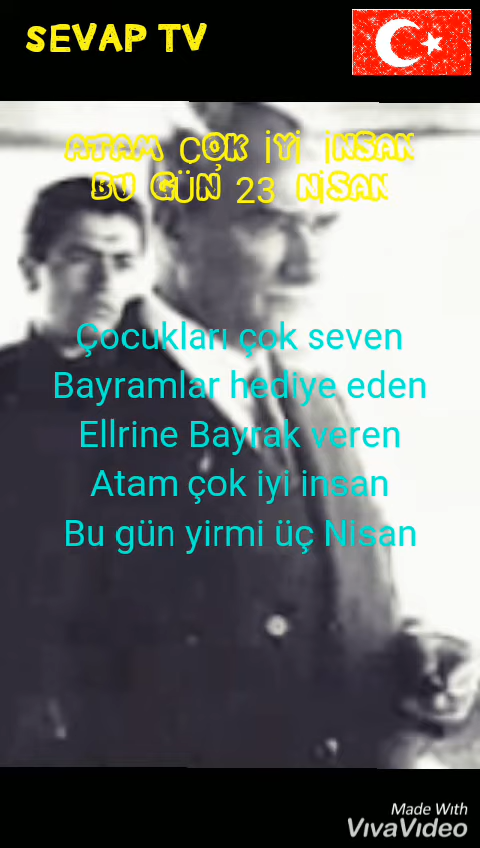 SEVAP TV
ATAM ÇOK İYİ İNSAN
BU GÜN 23 NİSAN
Çocukları çok seven
Bayramlar hediye eden
Ellrine Bayrak veren
Atam çok iyi insan
Bu gün yirmi üç Nisan
Made With
VivaVideo